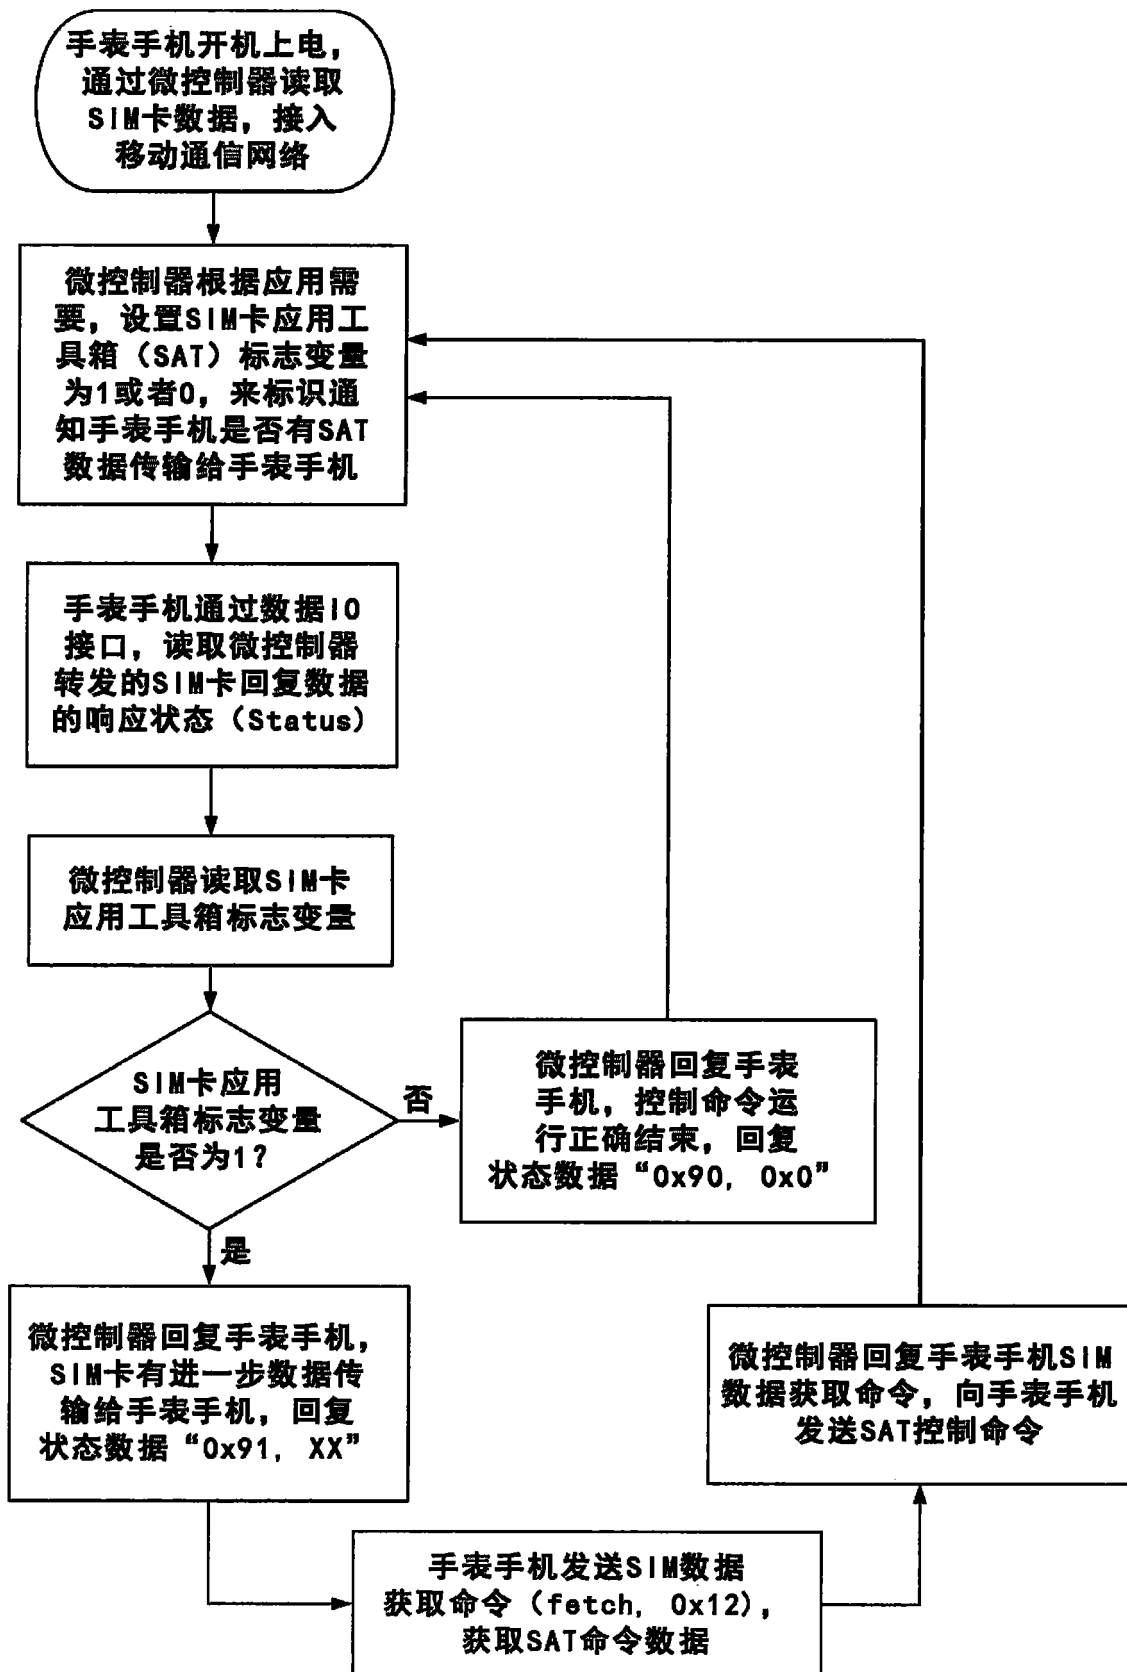 手表手机开机上电，
通过微控制器读取
SIM卡数据，接入
移动通信网络
微控制器根据应用需
要，设置SIM卡应用工
具箱（SAT）标志变量
为1或者0，来标识通
知手表手机是否有SAT
数据传输给手表手机
手表手机通过数据IO
接口，读取微控制器
转发的SIM卡回复数据
的响应状态（Status）
微控制器读取SIM卡
应用工具箱标志变量
SIM卡应用
工具箱标志变量
是否为1？
否
微控制器回复手表
手机，控制命令运
行正确结束，回复
状态数据“0x90, 0x0”
是
微控制器回复手表手机，
SIM卡有进一步数据传
输给手表手机，回复
状态数据“0x91, XX”
手表手机发送SIM数据
获取命令（fetch, 0x12），
获取SAT命令数据
微控制器回复手表手机SIM
数据获取命令，向手表手机
发送SAT控制命令